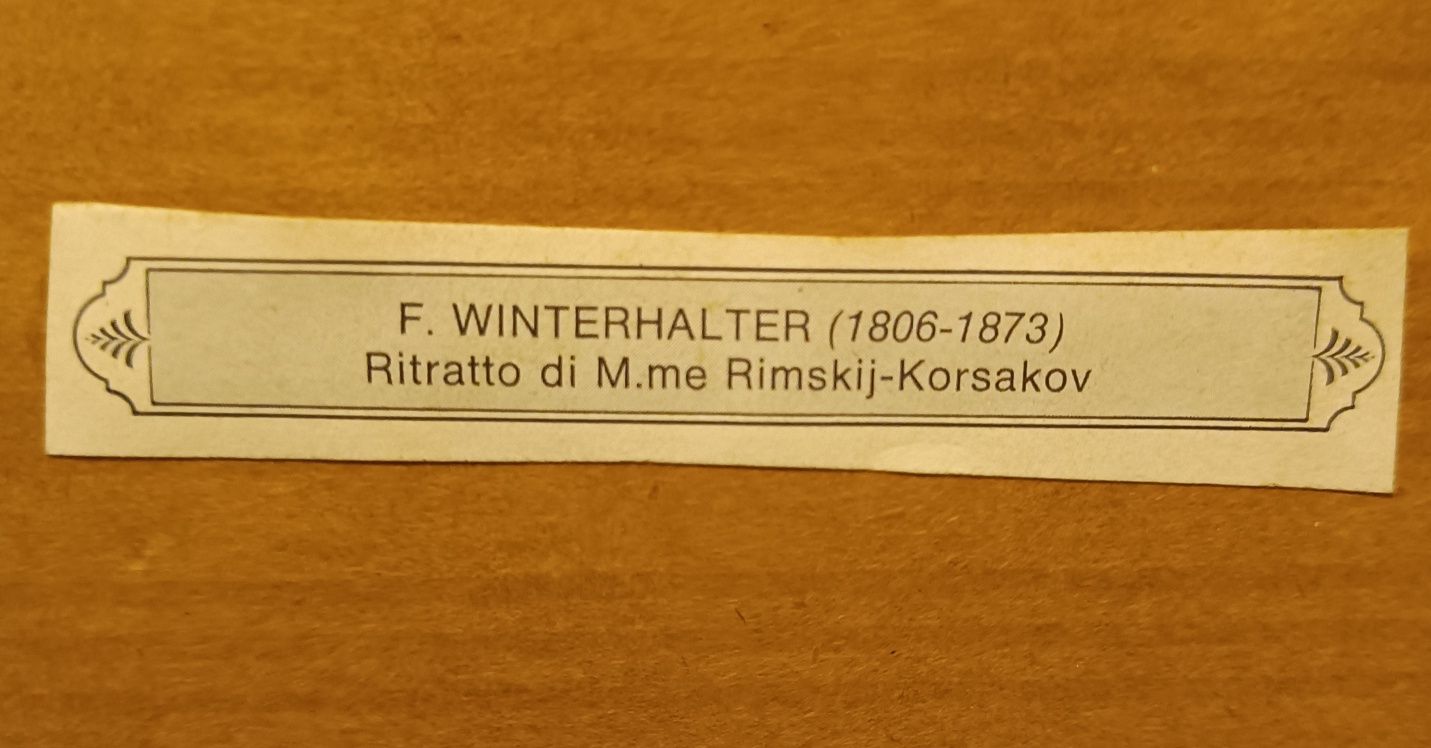 F. WINTERHALTER (1806-1873)
Ritratto di M.me Rimskij-Korsakov